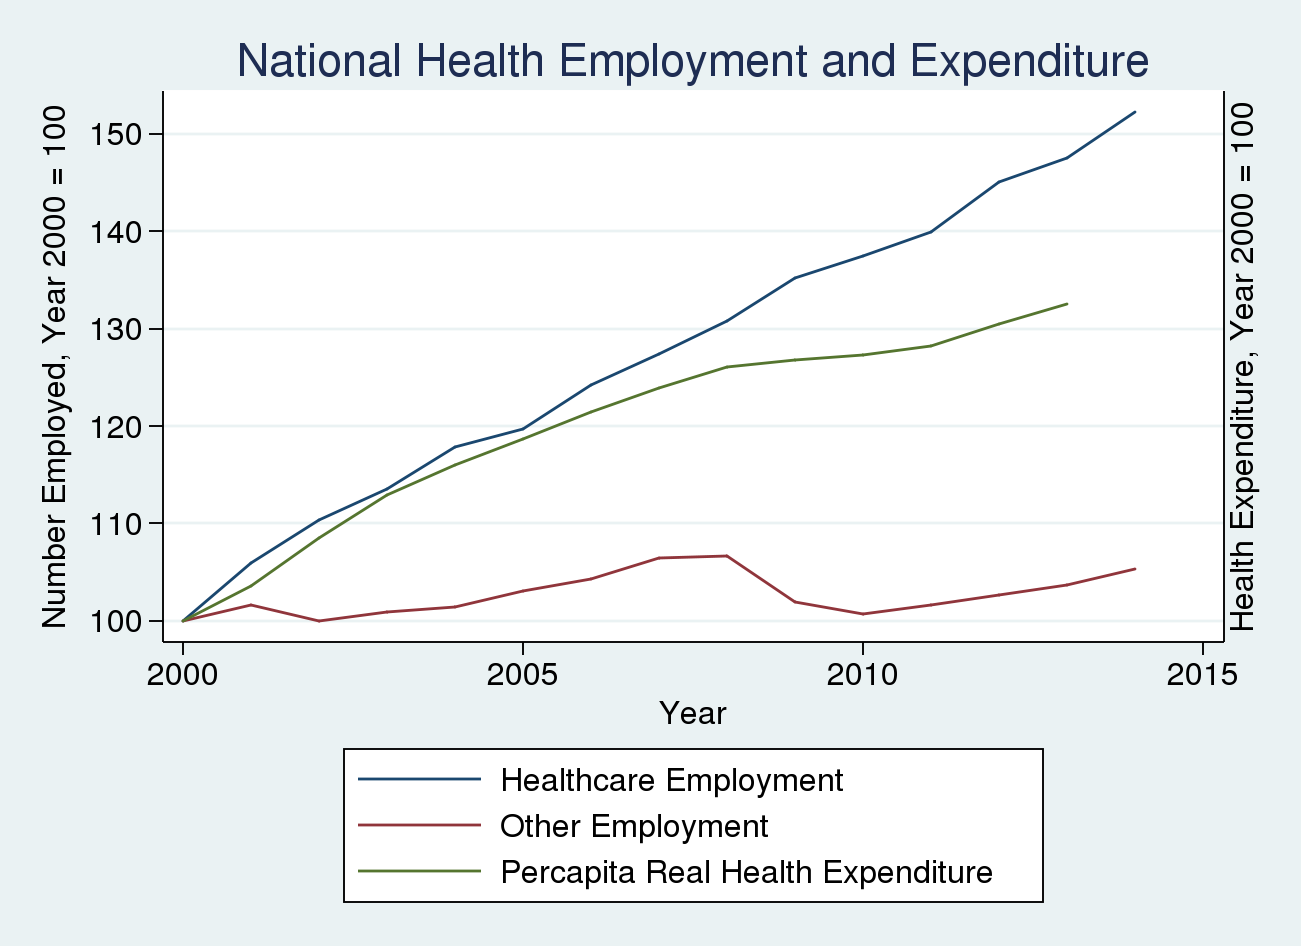 National Health Employment and Expenditure
Number Employed, Year 2000 = 100
150
140
130
120
110
100
Health Expenditure, Year 2000 = 100
2000 2005 2010 2015
Year
Healthcare Employment
Other Employment
Percapita Real Health Expenditure